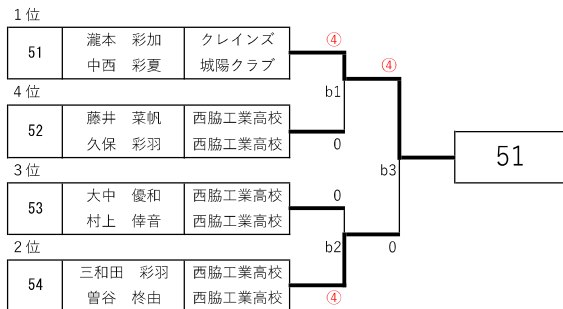 1位
51 瀧本 彩加 クレインズ
中西 彩夏 城陽クラブ
④
④
b1
4位
52 藤井 菜帆 西脇工業高校
久保 彩羽 西脇工業高校
0
51
b3
3位
53 大中 優和 西脇工業高校
村上 倖音 西脇工業高校
0
b2
0
2位
54 三和田 彩羽 西脇工業高校
曽谷 柊由 西脇工業高校
④